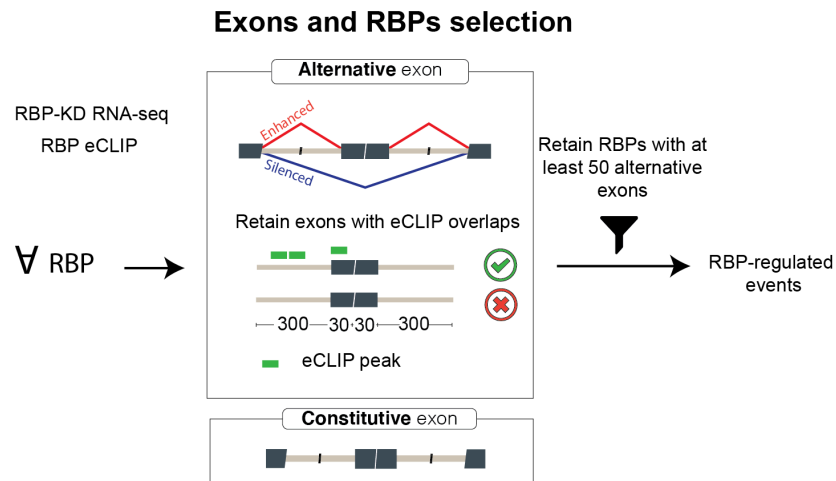 Exons and RBPs selection
Alternative exon
RBP-KD RNA-seq
RBP eCLIP
Enhanced
Silenced
Retain RBPs with at
least 50 alternative
exons
Retain exons with eCLIP overlaps
∀ RBP
RBP-regulated
events
300 30 30 300
eCLIP peak
Constitutive exon